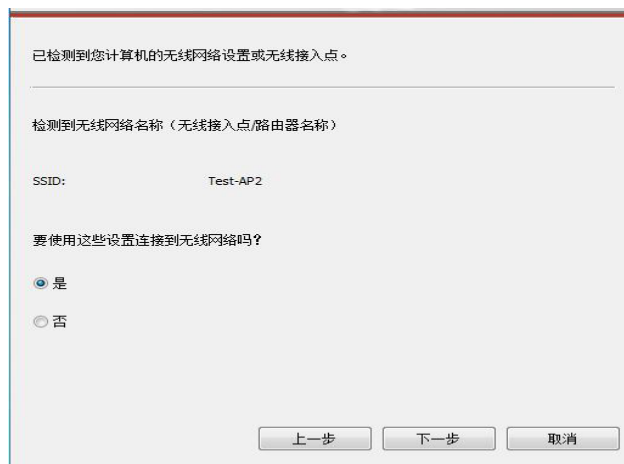 已检测到您计算机的无线网络设置或无线接入点。
检测到无线网络名称（无线接入点/路由器名称）
SSID: Test-AP2
要使用这些设置连接到无线网络吗?
是
否
上一步 下一步 取消